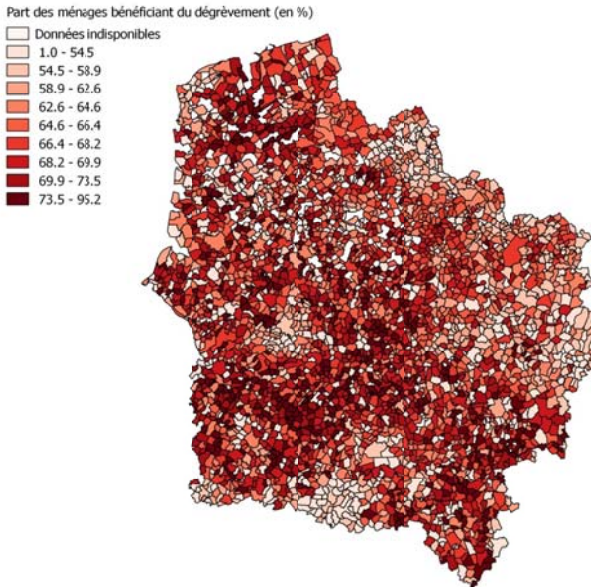 Part des ménages bénéficiant du dégrèvement (en %)
Données indisponibles
1.0 - 54.5
54.5 - 58.9
58.9 - 62.6
62.6 - 64.6
64.6 - 66.4
66.4 - 68.2
68.2 - 69.9
69.9 - 73.5
73.5 - 95.2